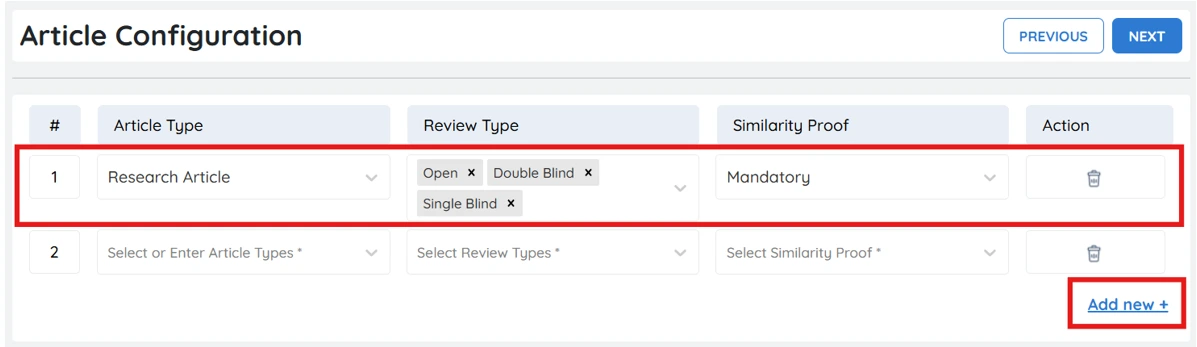 Article Configuration PREVIOUS NEXT
# Article Type Review Type Similarity Proof Action
1 Research Article Open × Double Blind × Mandatory
Single Blind ×
2 Select or Enter Article Types * Select Review Types * Select Similarity Proof *
Add new +